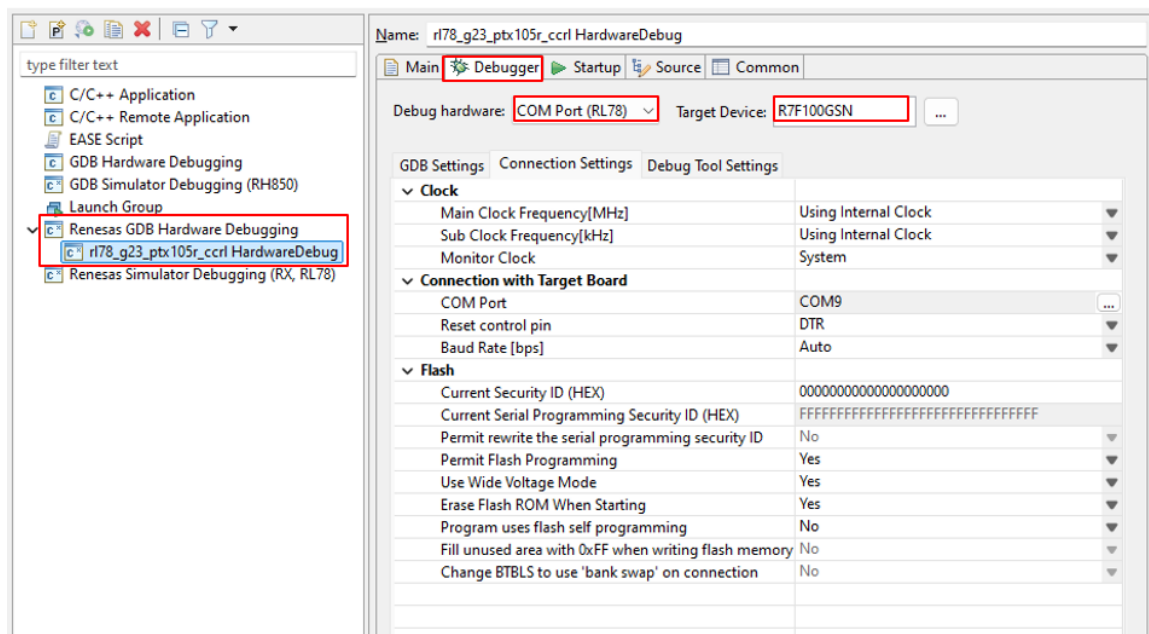 type filter text
C/C++ Application
C/C++ Remote Application
EASE Script
GDB Hardware Debugging
GDB Simulator Debugging (RH850)
Launch Group
Renesas GDB Hardware Debugging
rl78_g23_ptx105r_ccrl HardwareDebug
Renesas Simulator Debugging (RX, RL78)
Name: rl78_g23_ptx105r_ccrl HardwareDebug
Main Debugger Startup Source Common
Debug hardware: COM Port (RL78) Target Device: R7F100GSN ...
GDB Settings Connection Settings Debug Tool Settings
Clock
Main Clock Frequency[MHz] Using Internal Clock
Sub Clock Frequency[kHz] Using Internal Clock
Monitor Clock System
Connection with Target Board
COM Port COM9 ...
Reset control pin DTR
Baud Rate [bps] Auto
Flash
Current Security ID (HEX) 00000000000000000000
Current Serial Programming Security ID (HEX) FFFFFFFFFFFFFFFFFFFFFFFFFFFFFFFF
Permit rewrite the serial programming security ID No
Permit Flash Programming Yes
Use Wide Voltage Mode Yes
Erase Flash ROM When Starting Yes
Program uses flash self programming No
Fill unused area with 0xFF when writing flash memory No
Change BTBLS to use 'bank swap' on connection No